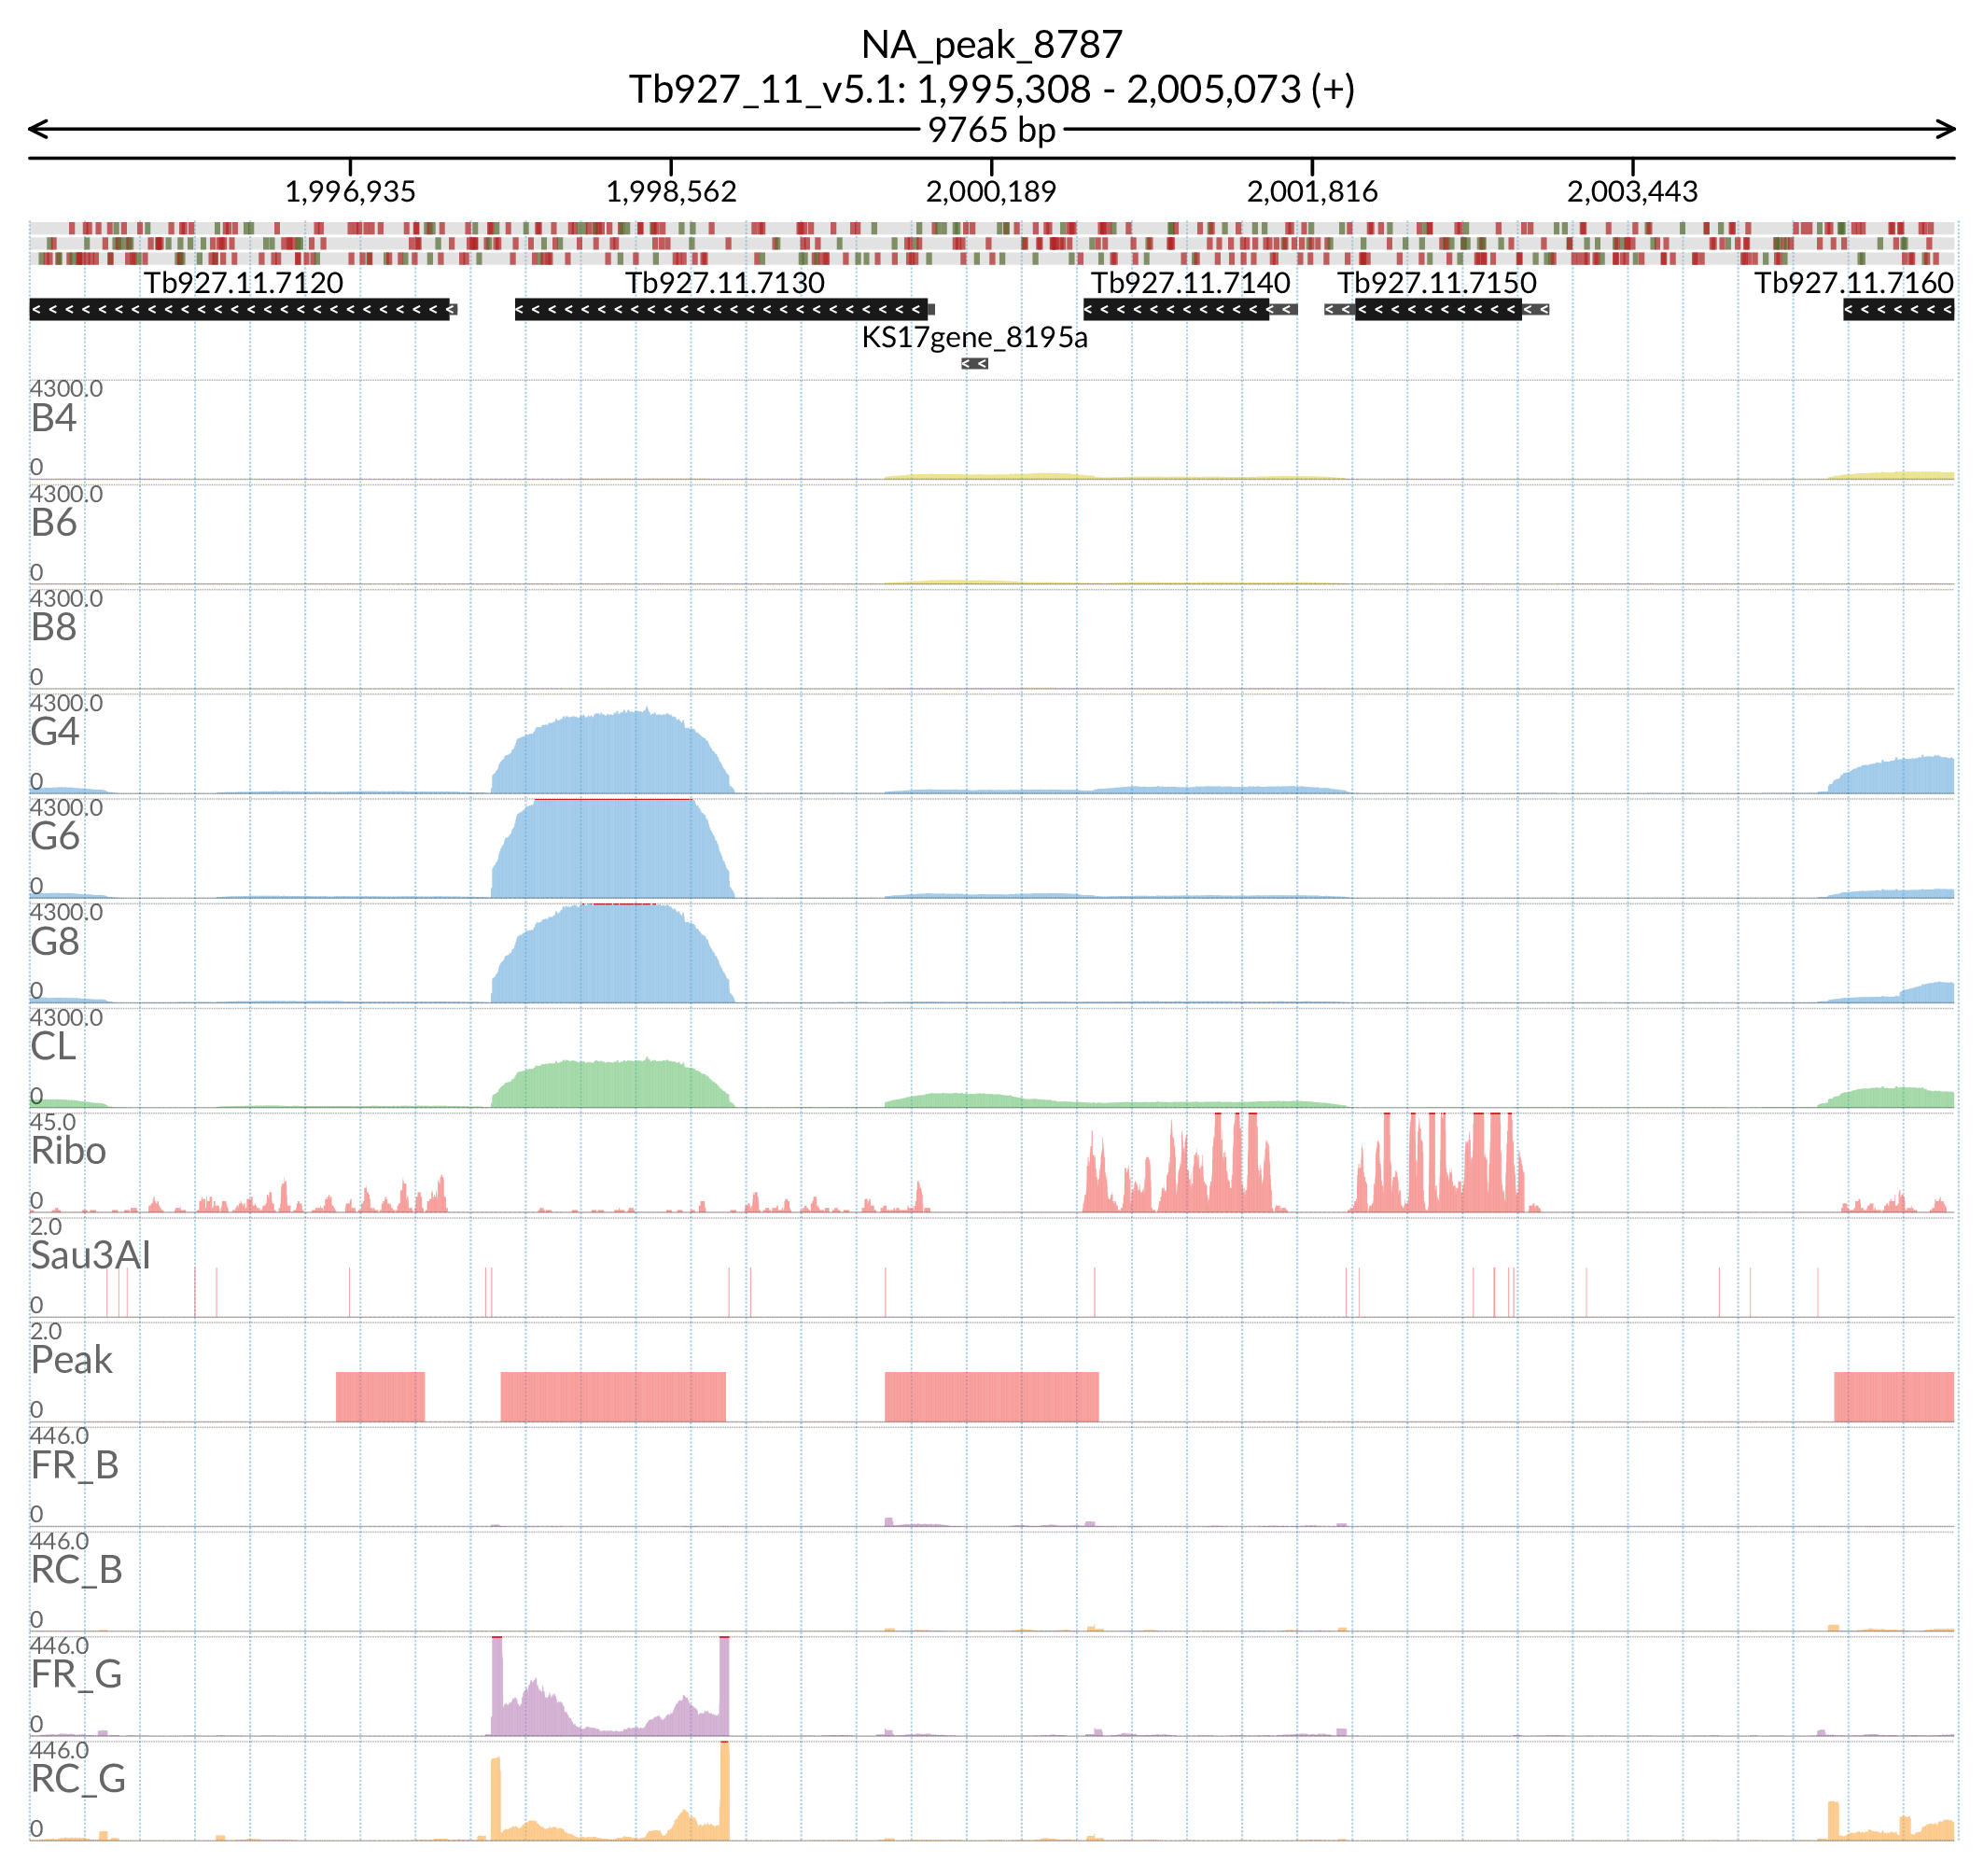 NA_peak_8787
Tb927_11_v5.1: 1,995,308 - 2,005,073 (+)
9765 bp
1,996,935 1,998,562 2,000,189 2,001,816 2,003,443
Tb927.11.7120 Tb927.11.7130 Tb927.11.7140 Tb927.11.7150 Tb927.11.7160
KS17gene_8195a
4300.0
B4
0
4300.0
B6
0
4300.0
B8
0
4300.0
G4
0
4300.0
G6
0
4300.0
G8
0
4300.0
CL
0
45.0
Ribo
0
2.0
Sau3AI
0
2.0
Peak
0
446.0
FR_B
0
446.0
RC_B
0
446.0
FR_G
0
446.0
RC_G
0